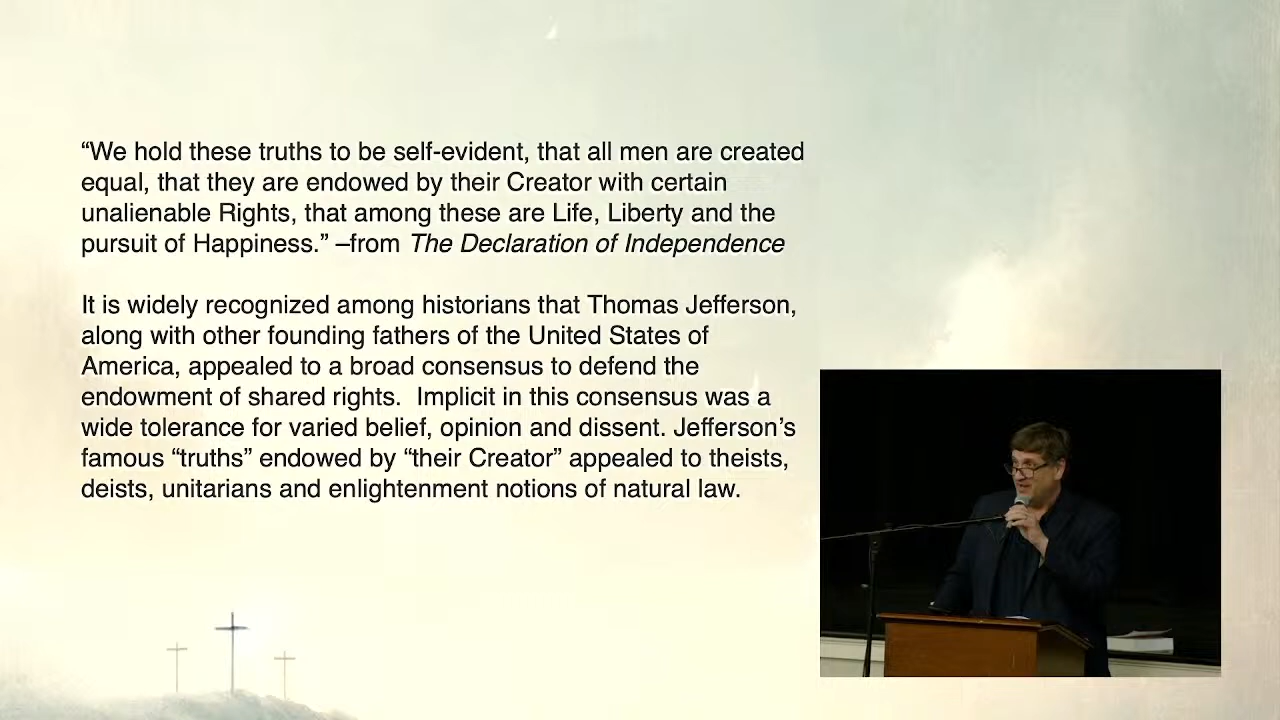 “We hold these truths to be self-evident, that all men are created
equal, that they are endowed by their Creator with certain
unalienable Rights, that among these are Life, Liberty and the
pursuit of Happiness.” –from The Declaration of Independence
It is widely recognized among historians that Thomas Jefferson,
along with other founding fathers of the United States of
America, appealed to a broad consensus to defend the
endowment of shared rights.  Implicit in this consensus was a
wide tolerance for varied belief, opinion and dissent. Jefferson’s
famous “truths” endowed by “their Creator” appealed to theists,
deists, unitarians and enlightenment notions of natural law.